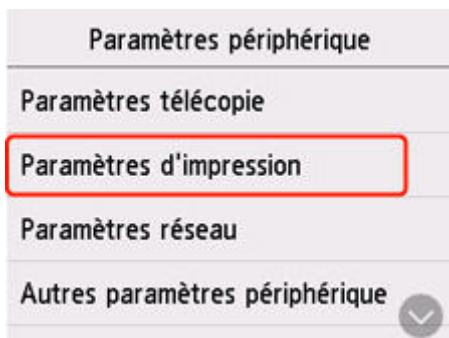 Paramètres périphérique
Paramètres télécopie
Paramètres d'impression
Paramètres réseau
Autres paramètres périphérique